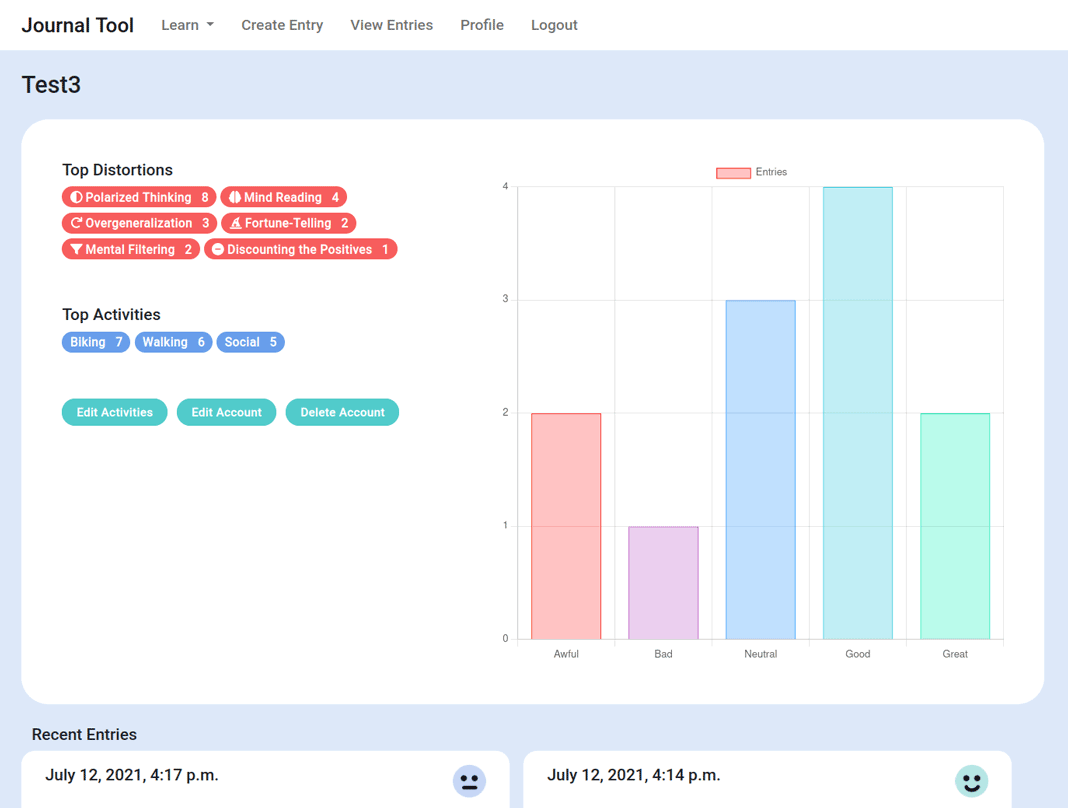 Journal Tool Learn Create Entry View Entries Profile Logout
Test3
Top Distortions
Polarized Thinking 8 Mind Reading 4
Overgeneralization 3 Fortune-Telling 2
Mental Filtering 2 Discounting the Positives 1
Top Activities
Biking 7 Walking 6 Social 5
Edit Activities Edit Account Delete Account
Entries
4
3
2
1
0
Awful Bad Neutral Good Great
Recent Entries
July 12, 2021, 4:17 p.m.
July 12, 2021, 4:14 p.m.